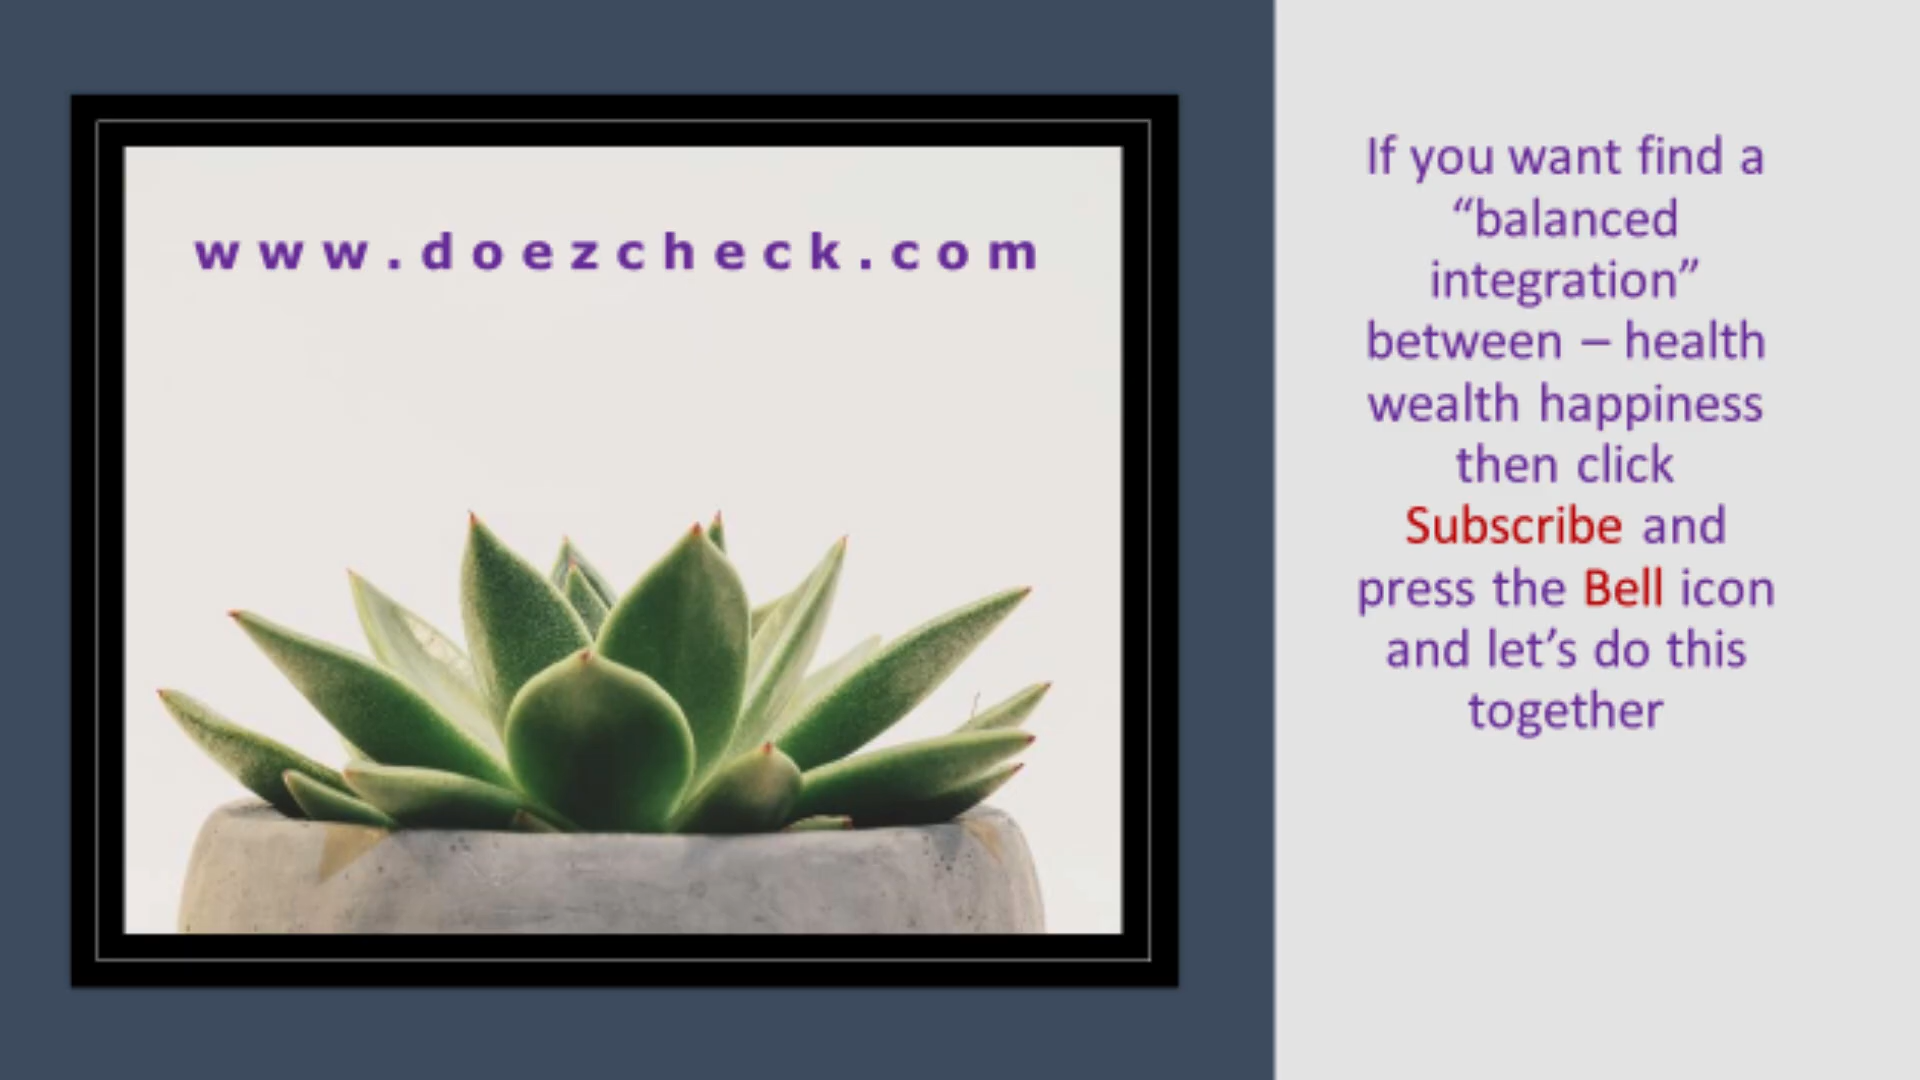 www.doezcheck.com
If you want find a
“balanced
integration”
between – health
wealth happiness
then click
Subscribe and
press the Bell icon
and let’s do this
together